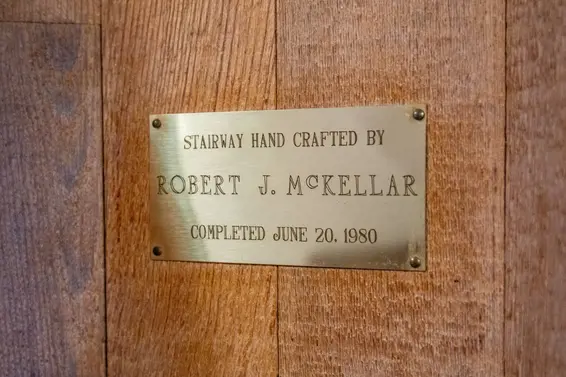 STAIRWAY HAND CRAFTED BY
ROBERT J. McKELLAR
COMPLETED JUNE 20, 1980